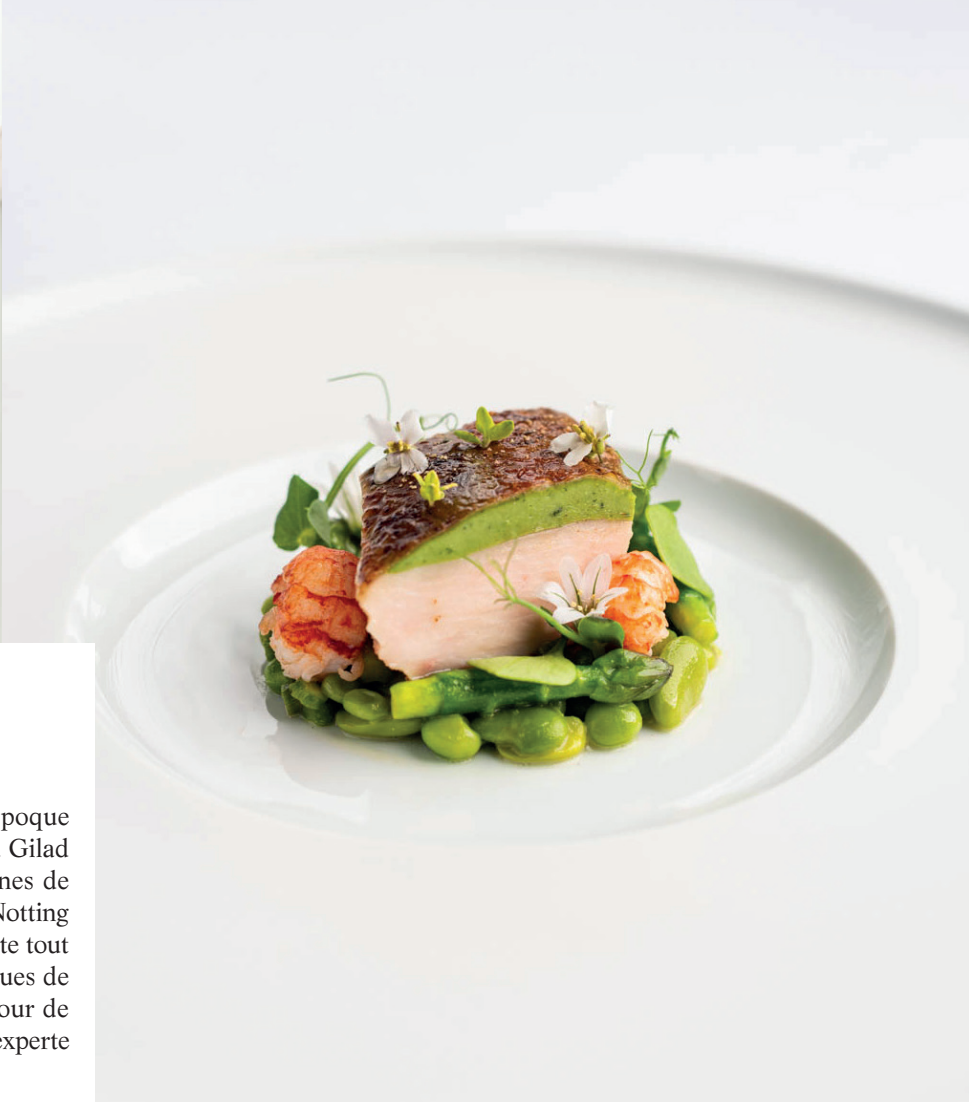 poque
Gilad
nes de
Notting
te tout
ues de
our de
experte